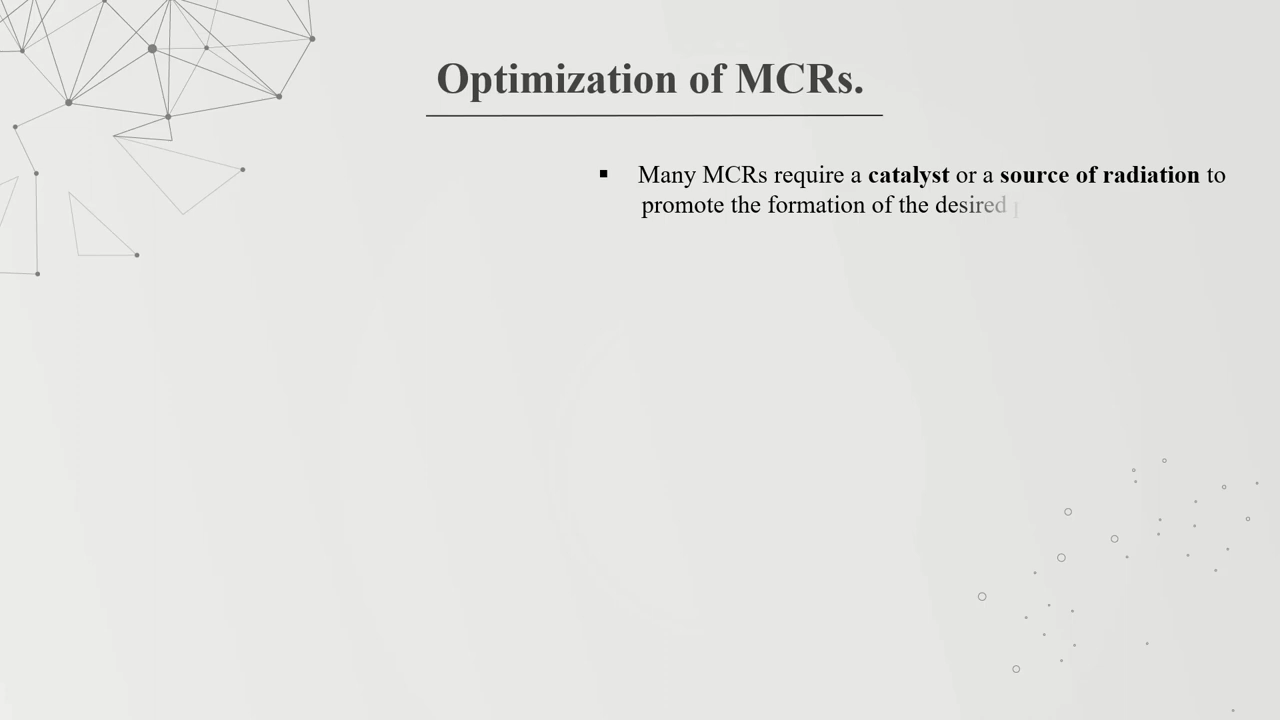 Optimization of MCRs.
▪ Many MCRs require a catalyst or a source of radiation to
promote the formation of the desired